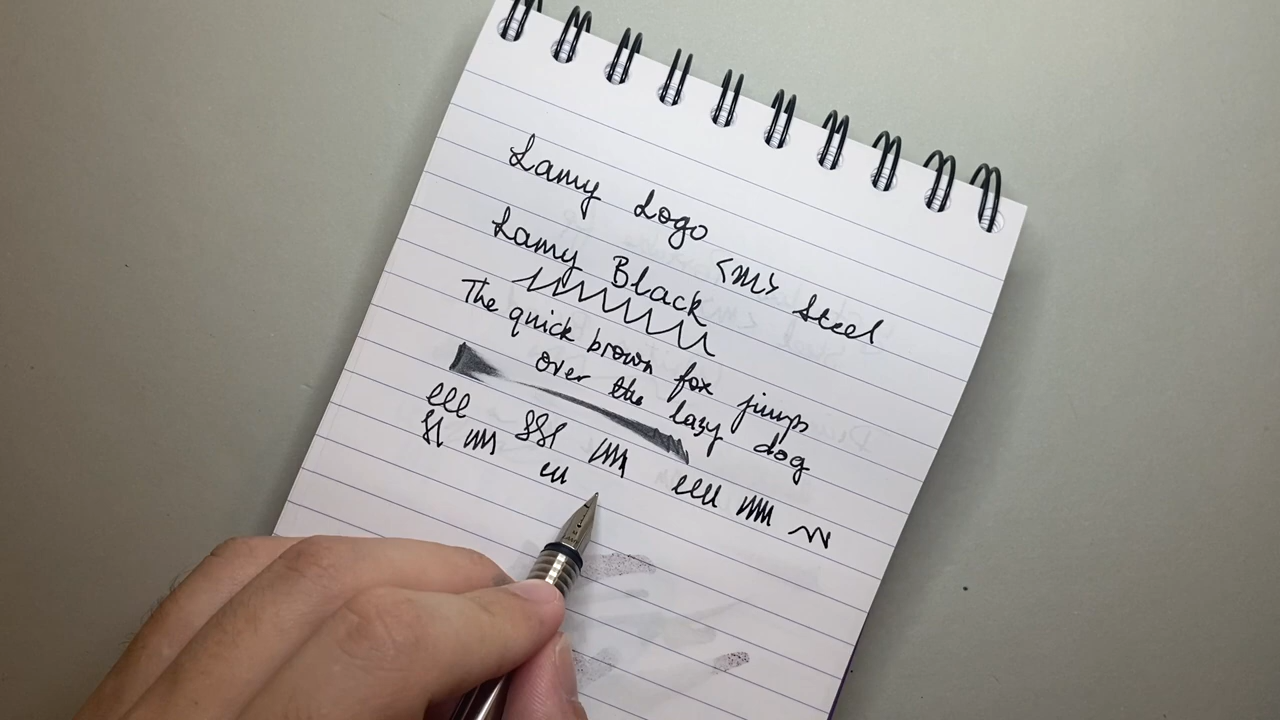 Lamy Logo <M> Steel
Lamy Black
The quick brown fox jumps
over the lazy dog